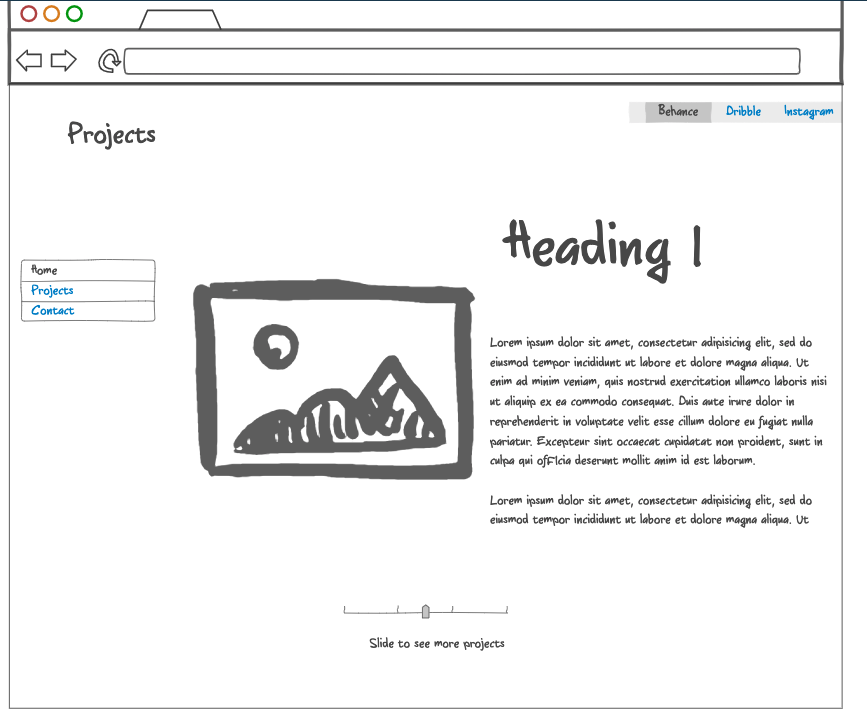 Behance Dribble Instagram
Projects
Heading 1
Home
Projects
Contact
Lorem ipsum dolor sit amet, consectetur adipisicing elit, sed do
eiusmod tempor incididunt ut labore et dolore magna aliqua. Ut
enim ad minim veniam, quis nostrud exercitation ullamco laboris nisi
ut aliquip ex ea commodo consequat. Duis aute irure dolor in
reprehenderit in voluptate velit esse cillum dolore eu fugiat nulla
pariatur. Excepteur sint occaecat cupidatat non proident, sunt in
culpa qui officia deserunt mollit anim id est laborum.
Lorem ipsum dolor sit amet, consectetur adipisicing elit, sed do
eiusmod tempor incididunt ut labore et dolore magna aliqua. Ut
Slide to see more projects